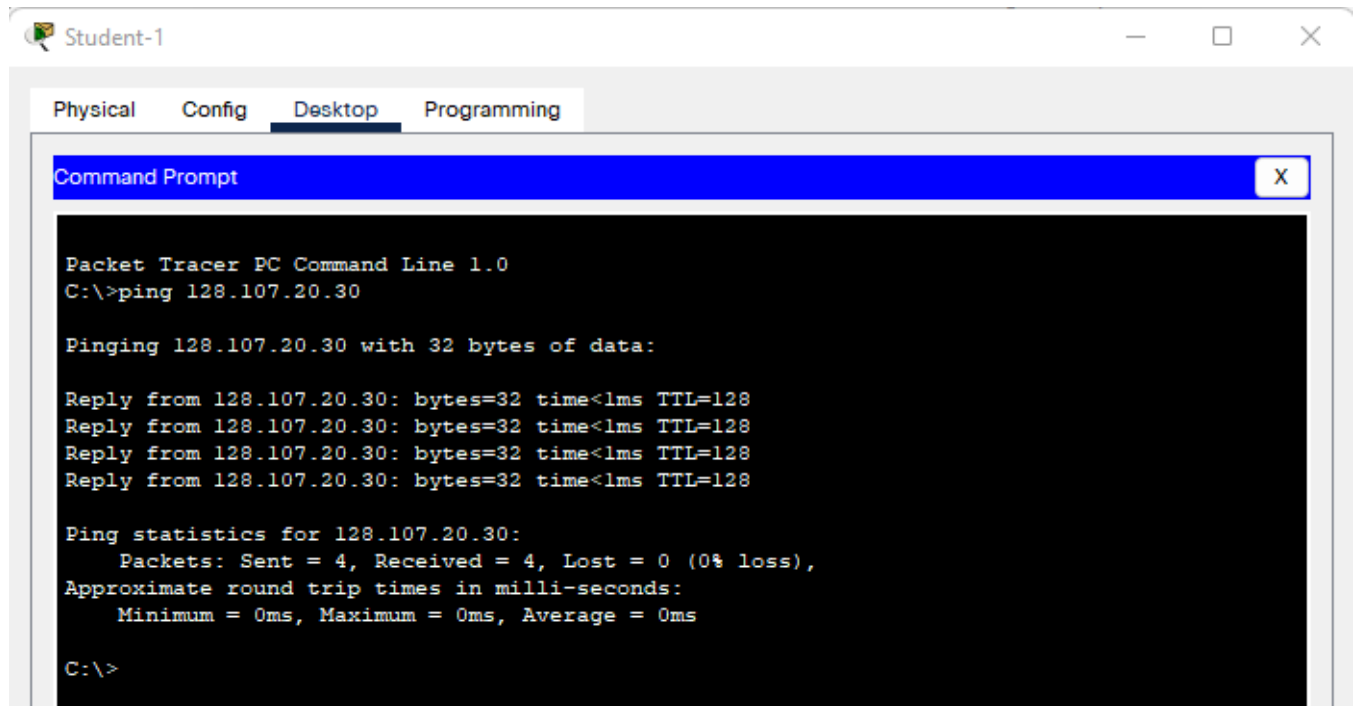 Student-1
Physical Config Desktop Programming
Command Prompt
X
Packet Tracer PC Command Line 1.0
C:\>ping 128.107.20.30
Pinging 128.107.20.30 with 32 bytes of data:
Reply from 128.107.20.30: bytes=32 time<1ms TTL=128
Reply from 128.107.20.30: bytes=32 time<1ms TTL=128
Reply from 128.107.20.30: bytes=32 time<1ms TTL=128
Reply from 128.107.20.30: bytes=32 time<1ms TTL=128
Ping statistics for 128.107.20.30:
Packets: Sent = 4, Received = 4, Lost = 0 (0% loss),
Approximate round trip times in milli-seconds:
Minimum = 0ms, Maximum = 0ms, Average = 0ms
C:\>